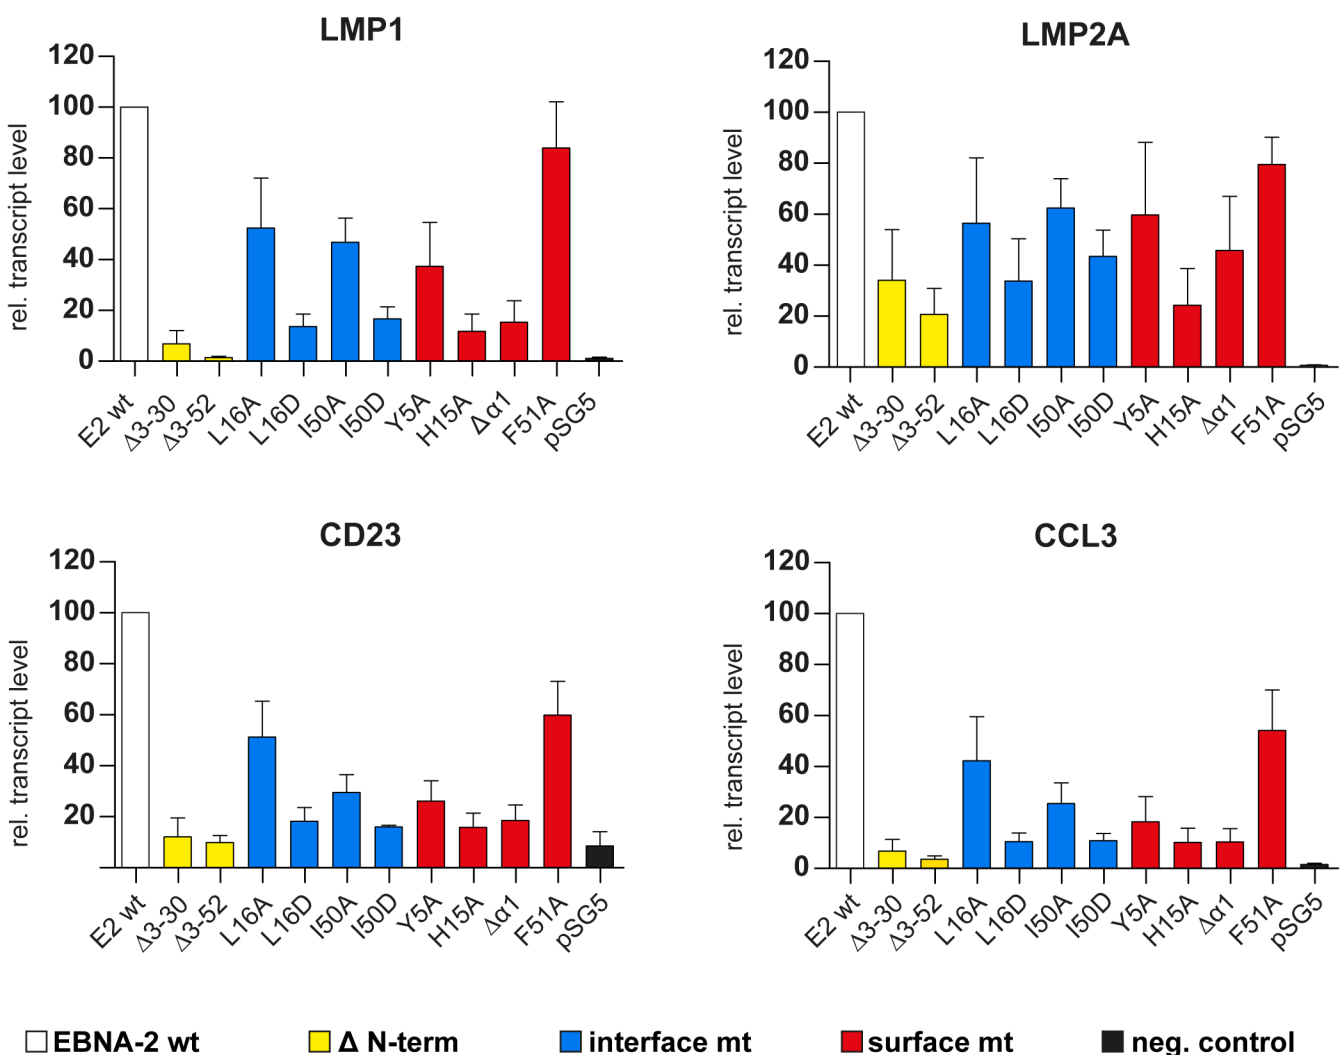 LMP1
rel. transcript level
120
100
80
60
40
20
0
E2 wt
Δ3-30
Δ3-52
L16A
L16D
I50A
I50D
Y5A
H15A
Δα1
F51A
pSG5
LMP2A
rel. transcript level
120
100
80
60
40
20
0
E2 wt
Δ3-30
Δ3-52
L16A
L16D
I50A
I50D
Y5A
H15A
Δα1
F51A
pSG5
CD23
rel. transcript level
120
100
80
60
40
20
E2 wt
Δ3-30
Δ3-52
L16A
L16D
I50A
I50D
Y5A
H15A
Δα1
F51A
pSG5
CCL3
rel. transcript level
120
100
80
60
40
20
0
E2 wt
Δ3-30
Δ3-52
L16A
L16D
I50A
I50D
Y5A
H15A
Δα1
F51A
pSG5
EBNA-2 wt
Δ N-term
interface mt
surface mt
neg. control